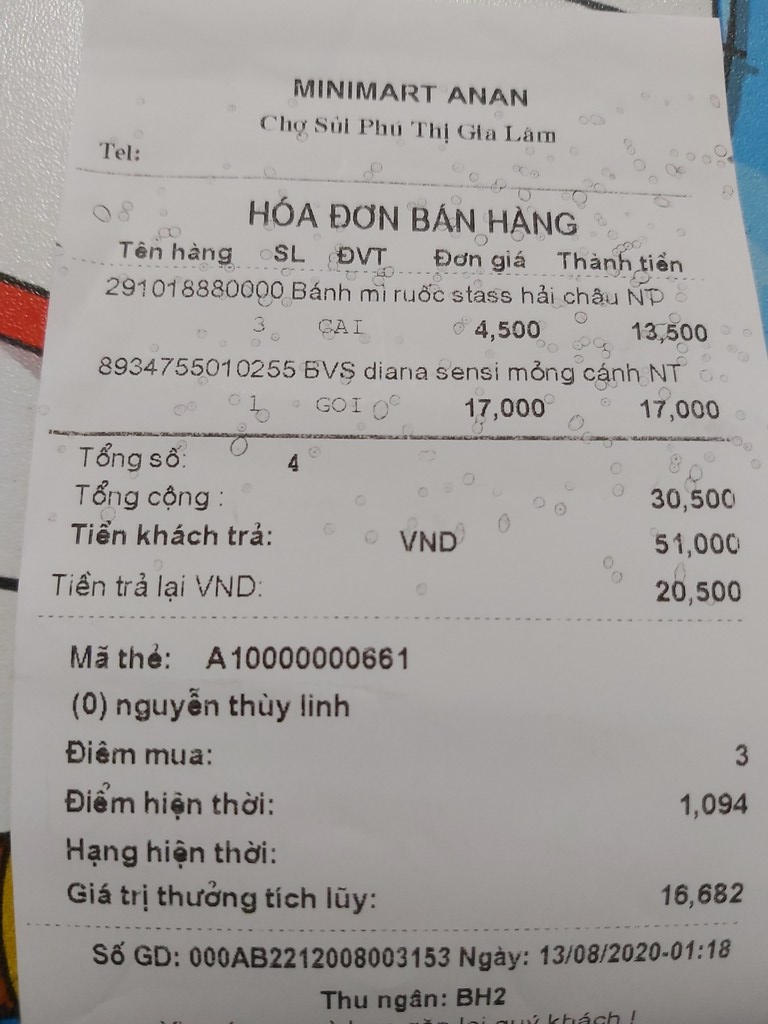 MINIMART ANAN
Chợ Sủi Phú Thị Gia Lâm
Tel:
HÓA ĐƠN BÁN HÀNG
Tên hàng SL ĐVT Đơn giá Thành tiền
291018880000 Bánh mì ruốc stass hải châu NTP
3 GAI 4,500 13,500
8934755010255 BVS diana sensi mỏng cánh NT
1 GOI 17,000 17,000
Tổng số: 4
Tổng cộng : 30,500
Tiền khách trả: VND 51,000
Tiền trả lại VND: 20,500
Mã thẻ: A10000000661
(0) nguyễn thùy linh
Điểm mua: 3
Điểm hiện thời: 1,094
Hạng hiện thời:
Giá trị thưởng tích lũy: 16,682
Số GD: 000AB2212008003153 Ngày: 13/08/2020-01:18
Thu ngân: BH2
lại quý khách !